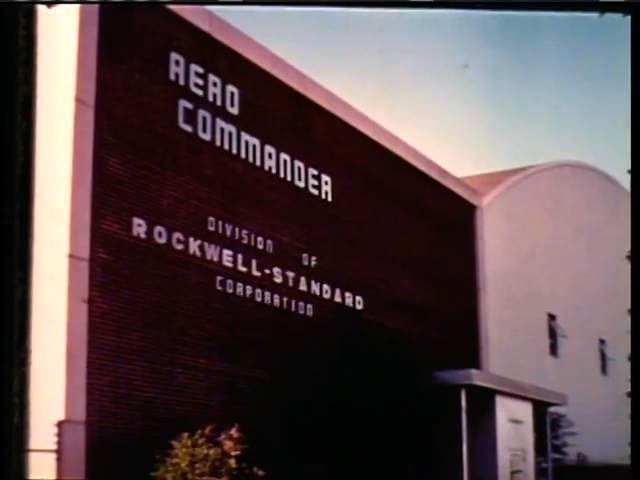 AERO
COMMANDER
DIVISION OF
ROCKWELL-STANDARD
CORPORATION